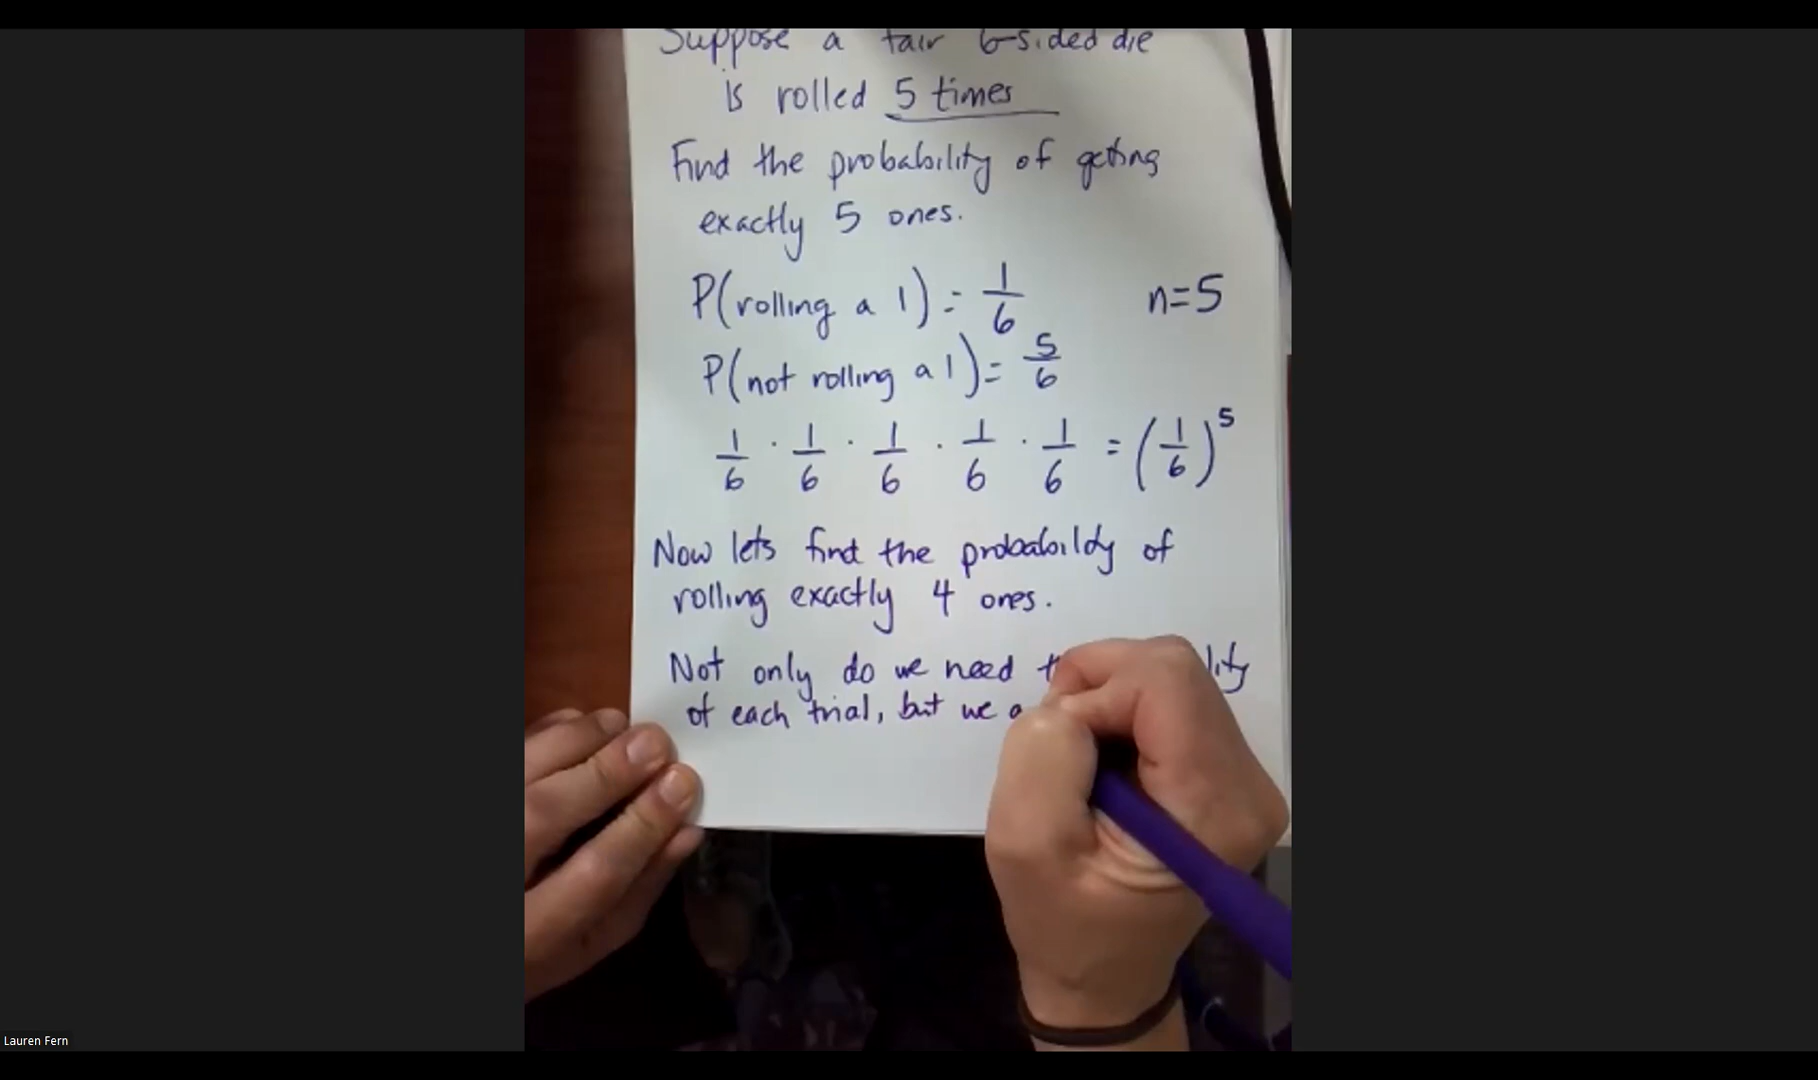 Suppose a fair 6-sided die
is rolled 5 times
Find the probability of getting
exactly 5 ones.
P(rolling a 1) = 1/6 n=5
P(not rolling a 1) = 5/6
1/6 · 1/6 · 1/6 · 1/6 · 1/6 = (1/6)^5
Now lets find the probability of
rolling exactly 4 ones.
Not only do we need
of each trial, but we
Lauren Fern